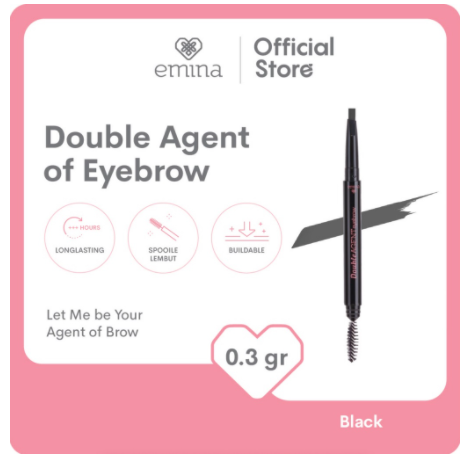 emina
Official
Store
Double Agent
of Eyebrow
HOURS
LONGLASTING
SPOOILE
LEMBUT
BUILDABLE
Let Me be Your
Agent of Brow
DoubleAGENT
0.3 gr
Black